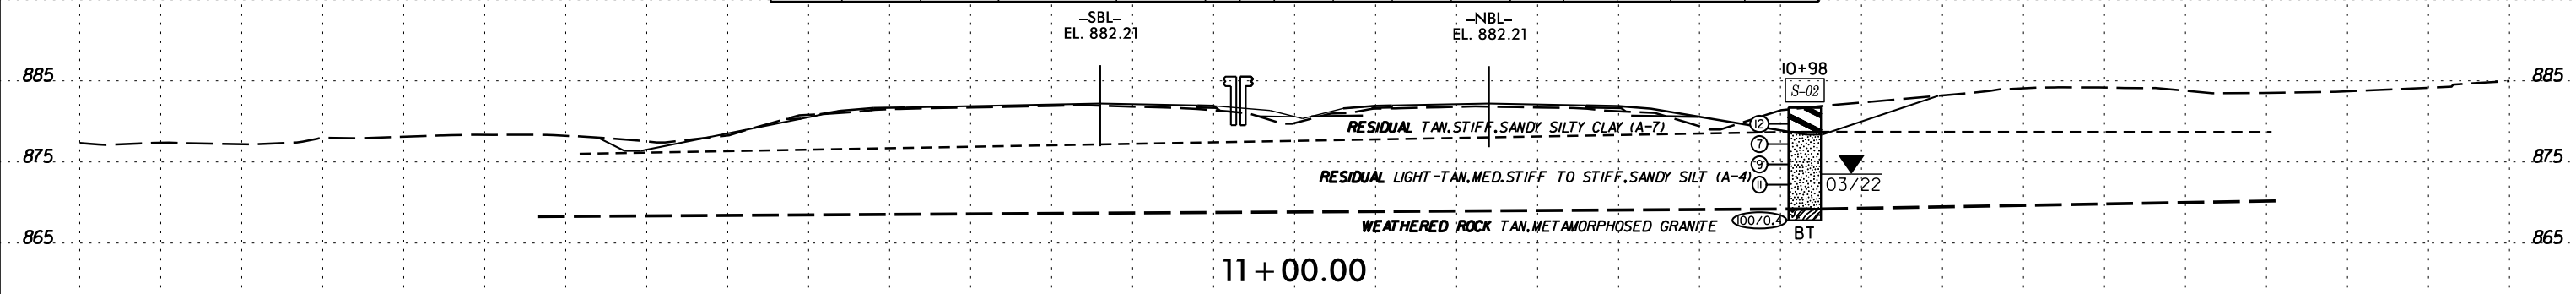 –SBL–
EL. 882.21
–NBL–
EL. 882.21
885
885
10+98
S-02
12
RESIDUAL TAN, STIFF, SANDY SILTY CLAY (A-7)
7
875
875
9
RESIDUAL LIGHT-TAN, MED. STIFF TO STIFF, SANDY SILT (A-4)
11
03/22
100/0.4
WEATHERED ROCK TAN, METAMORPHOSED GRANITE
BT
865
865
11+00.00